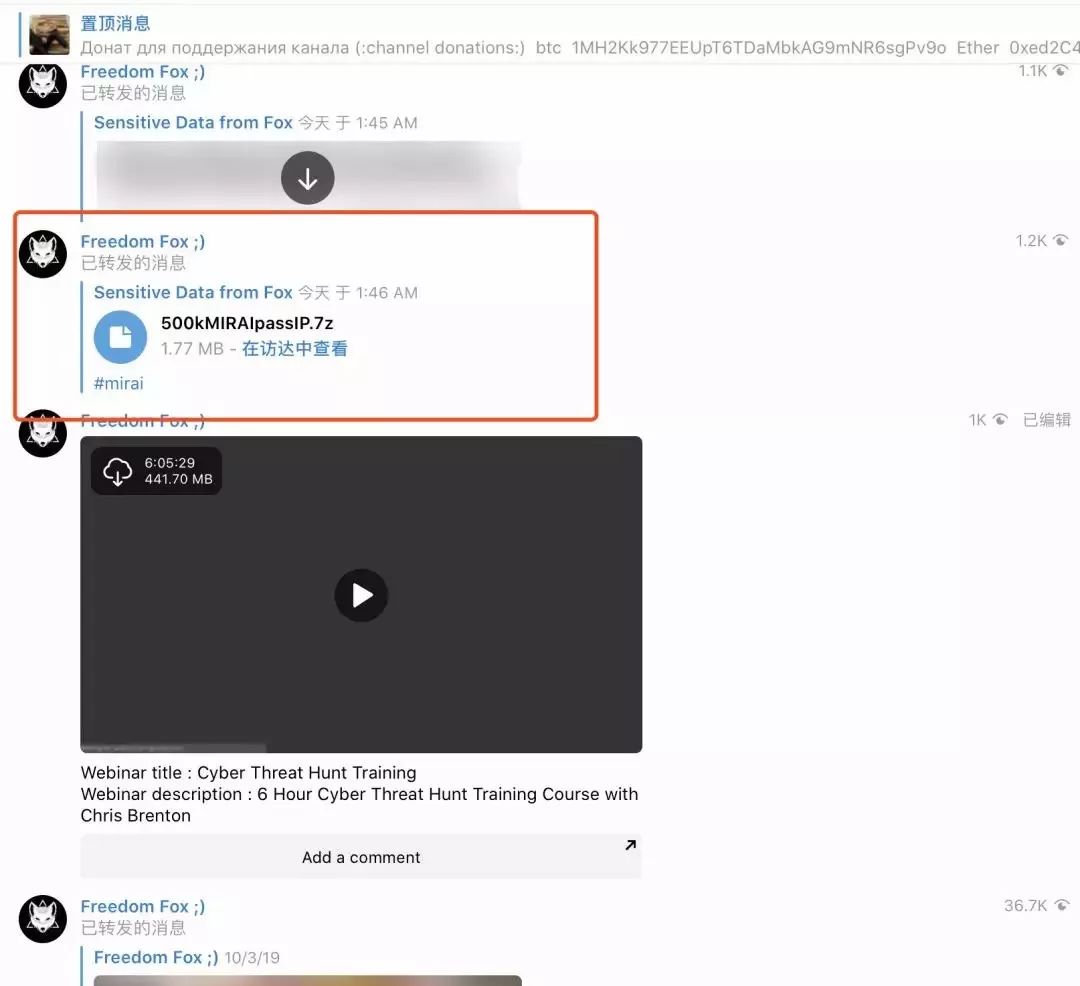 置顶消息
Донат для поддержания канала (:channel donations:) btc 1MH2Kk977EEUpT6TDaMbkAG9mNR6sgPv9o Ether 0xed2C4
Freedom Fox ;)
1.1K
已转发的消息
Sensitive Data from Fox 今天 于 1:45 AM
Freedom Fox ;)
1.2K
已转发的消息
Sensitive Data from Fox 今天 于 1:46 AM
500kMIRAIpassIP.7z
1.77 MB - 在访达中查看
#mirai
Freedom Fox ;)
1K 已编辑
6:05:29
441.70 MB
Webinar title : Cyber Threat Hunt Training
Webinar description : 6 Hour Cyber Threat Hunt Training Course with
Chris Brenton
Add a comment
Freedom Fox ;)
36.7K
已转发的消息
Freedom Fox ;) 10/3/19